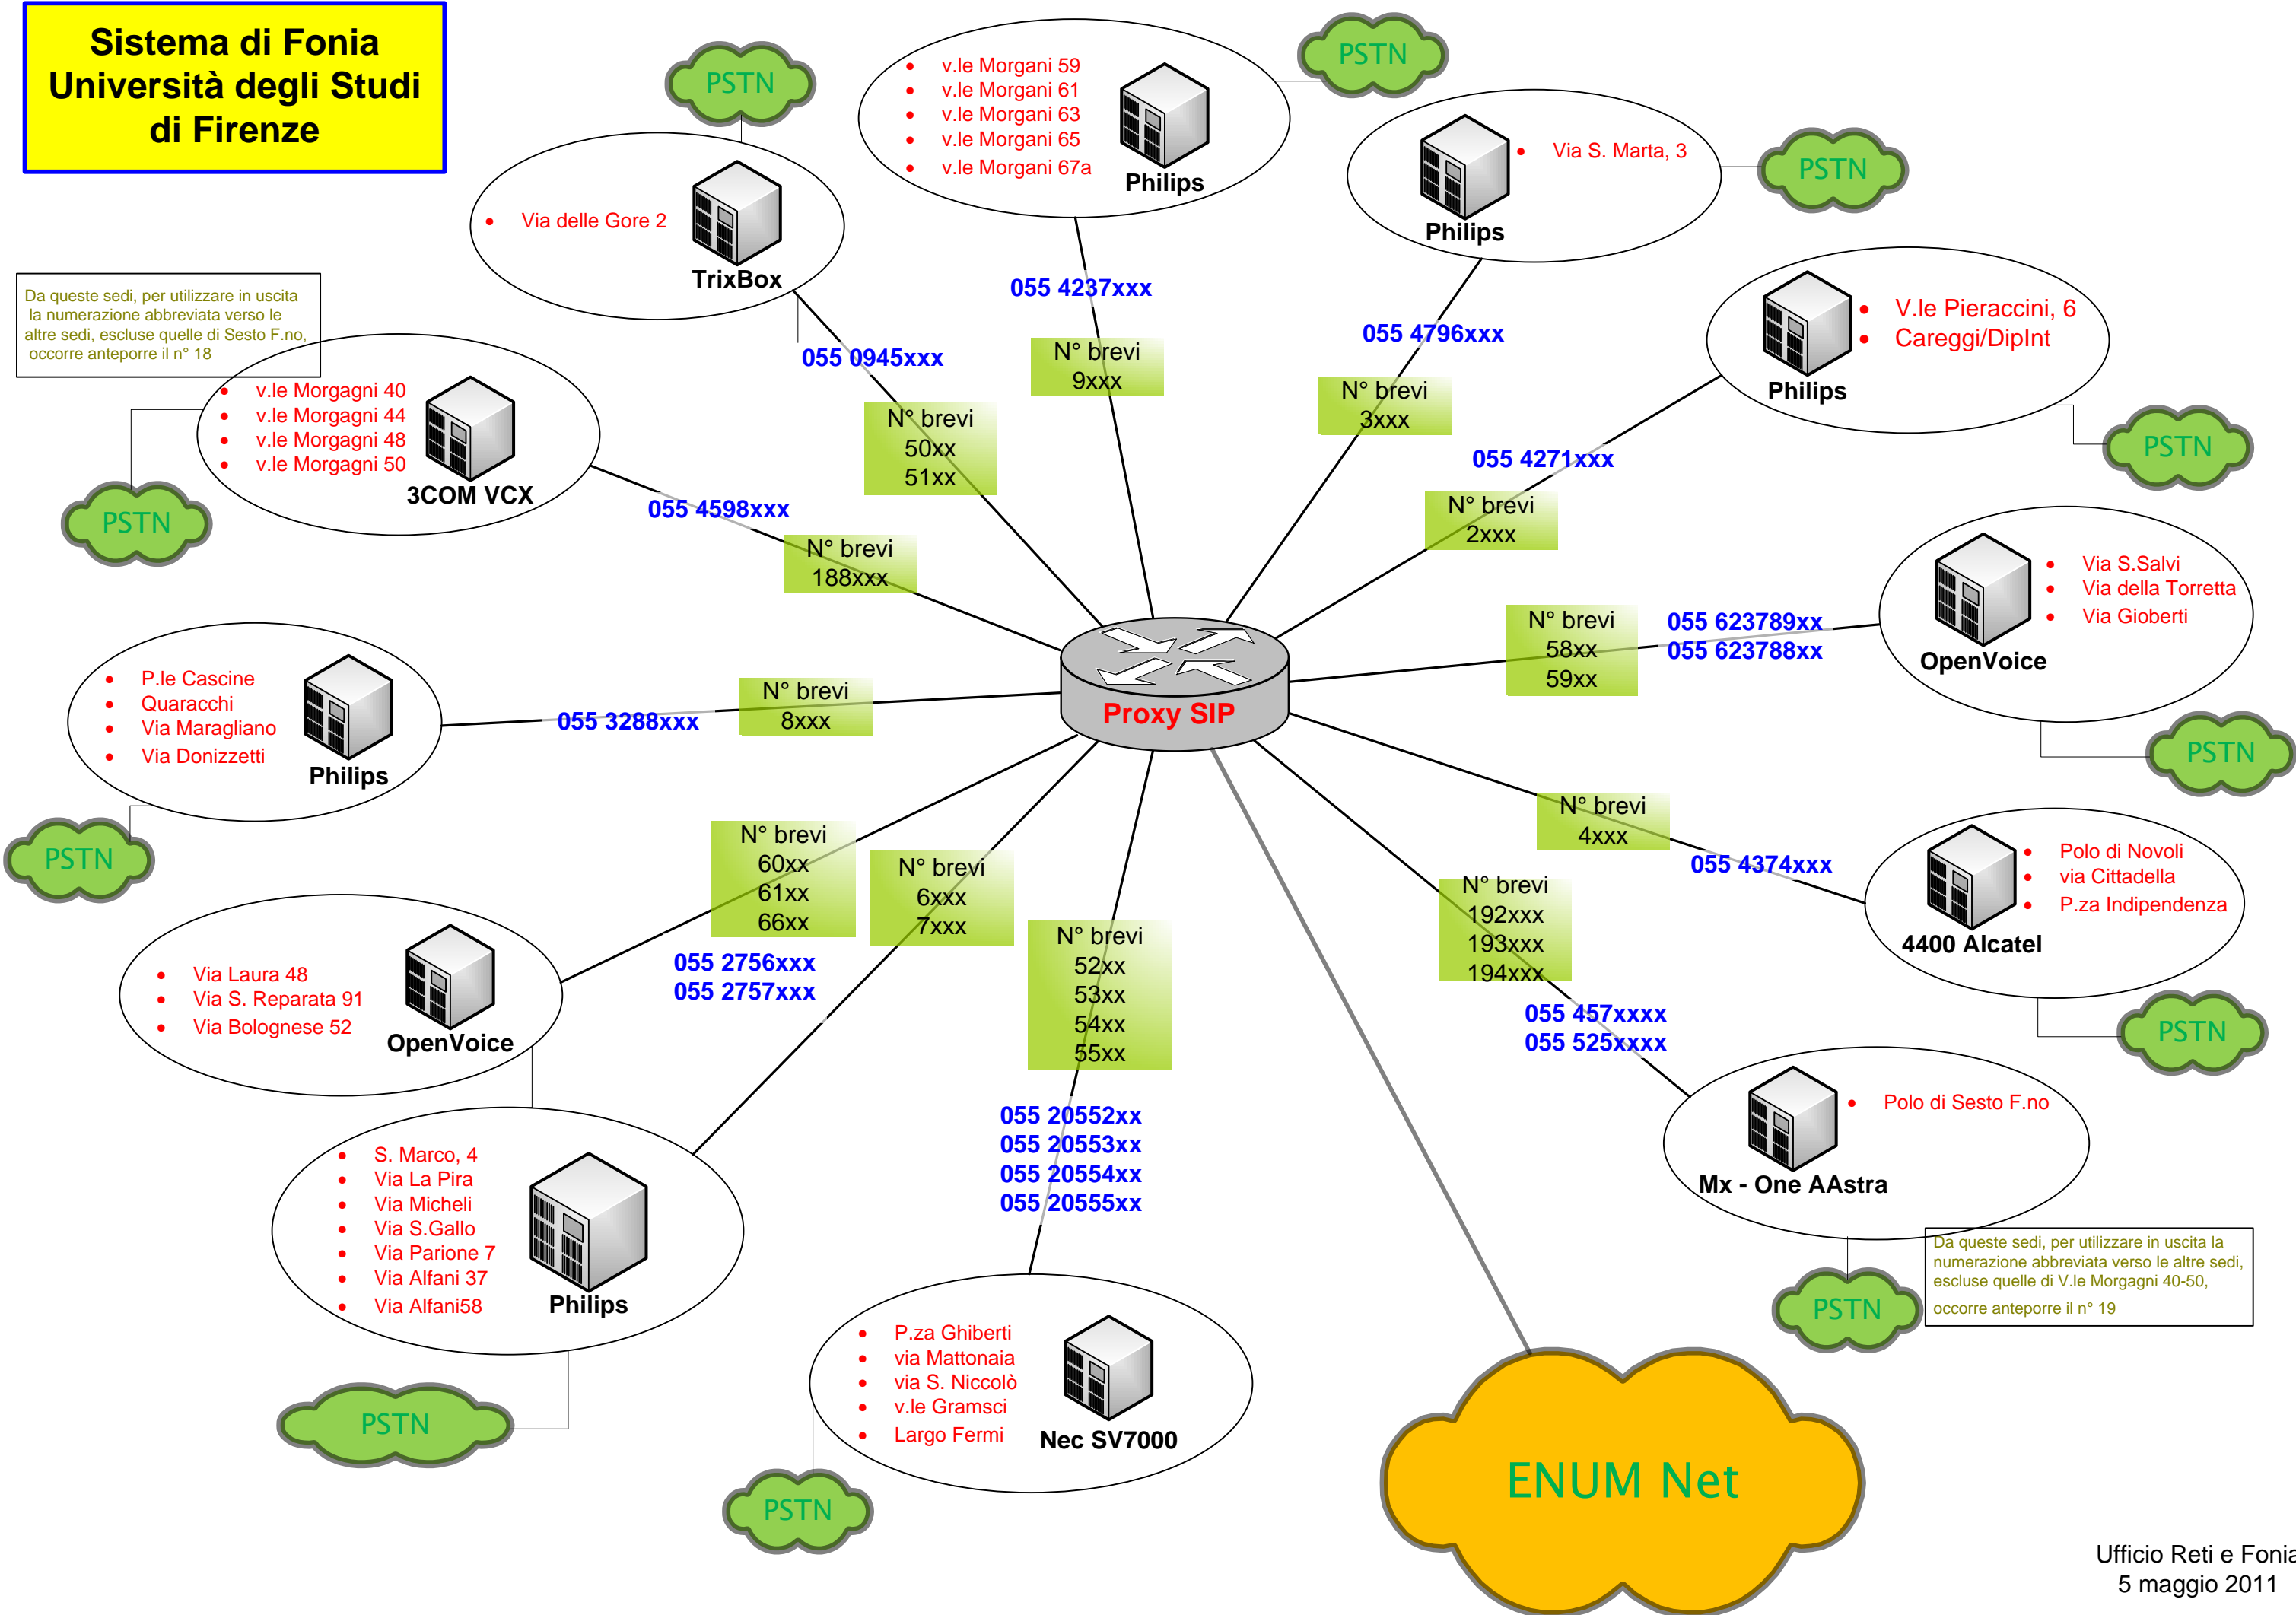 Sistema di Fonia
Università degli Studi
di Firenze
PSTN
• v.le Morgani 59
• v.le Morgani 61
• v.le Morgani 63
• v.le Morgani 65
• v.le Morgani 67a
Philips
PSTN
• Via S. Marta, 3
Philips
PSTN
• Via delle Gore 2
TrixBox
Da queste sedi, per utilizzare in uscita
la numerazione abbreviata verso le
altre sedi, escluse quelle di Sesto F.no,
occorre anteporre il n° 18
• v.le Morgagni 40
• v.le Morgagni 44
• v.le Morgagni 48
• v.le Morgagni 50
3COM VCX
PSTN
055 4237xxx
N° brevi
9xxx
055 0945xxx
N° brevi
50xx
51xx
055 4796xxx
N° brevi
3xxx
• V.le Pieraccini, 6
• Careggi/DipInt
Philips
PSTN
055 4271xxx
N° brevi
2xxx
055 4598xxx
N° brevi
188xxx
• Via S.Salvi
• Via della Torretta
• Via Gioberti
OpenVoice
PSTN
N° brevi
58xx
59xx
055 623789xx
055 623788xx
Proxy SIP
• P.le Cascine
• Quaracchi
• Via Maragliano
• Via Donizzetti
Philips
PSTN
055 3288xxx
N° brevi
8xxx
N° brevi
4xxx
055 4374xxx
• Polo di Novoli
• via Cittadella
• P.za Indipendenza
4400 Alcatel
PSTN
N° brevi
60xx
61xx
66xx
N° brevi
6xxx
7xxx
055 2756xxx
055 2757xxx
N° brevi
52xx
53xx
54xx
55xx
055 20552xx
055 20553xx
055 20554xx
055 20555xx
N° brevi
192xxx
193xxx
194xxx
055 457xxxx
055 525xxxx
• Via Laura 48
• Via S. Reparata 91
• Via Bolognese 52
OpenVoice
• Polo di Sesto F.no
Mx - One AAstra
PSTN
Da queste sedi, per utilizzare in uscita la
numerazione abbreviata verso le altre sedi,
escluse quelle di V.le Morgagni 40-50,
occorre anteporre il n° 19
• S. Marco, 4
• Via La Pira
• Via Micheli
• Via S.Gallo
• Via Parione 7
• Via Alfani 37
• Via Alfani58
Philips
PSTN
• P.za Ghiberti
• via Mattonaia
• via S. Niccolò
• v.le Gramsci
• Largo Fermi
Nec SV7000
PSTN
ENUM Net
Ufficio Reti e Fonia
5 maggio 2011